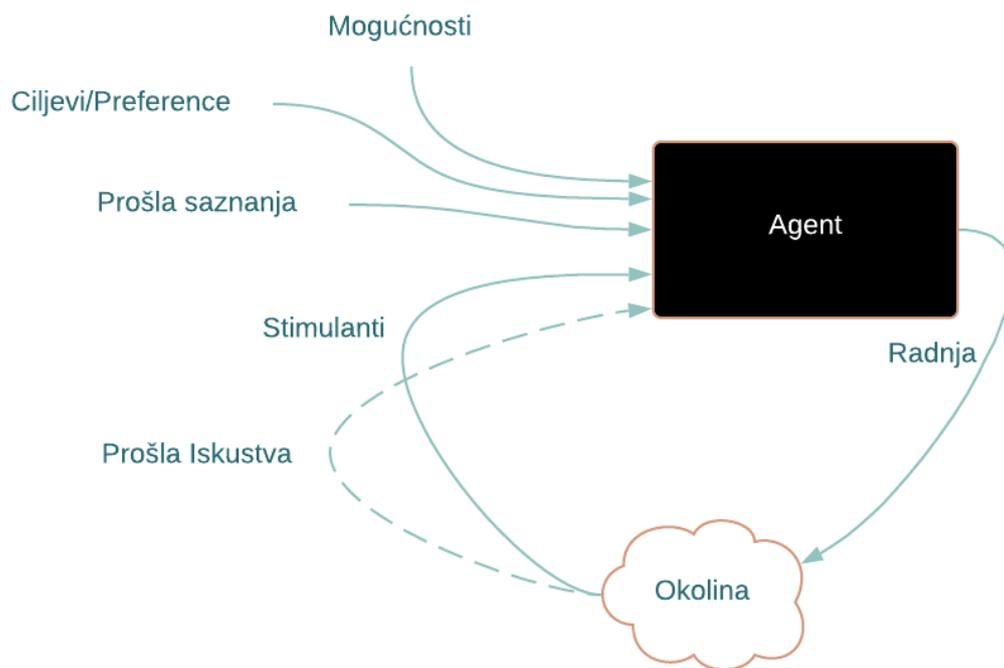 Mogućnosti
Ciljevi/Preference
Prošla saznanja
Agent
Stimulanti
Radnja
Prošla Iskustva
Okolina